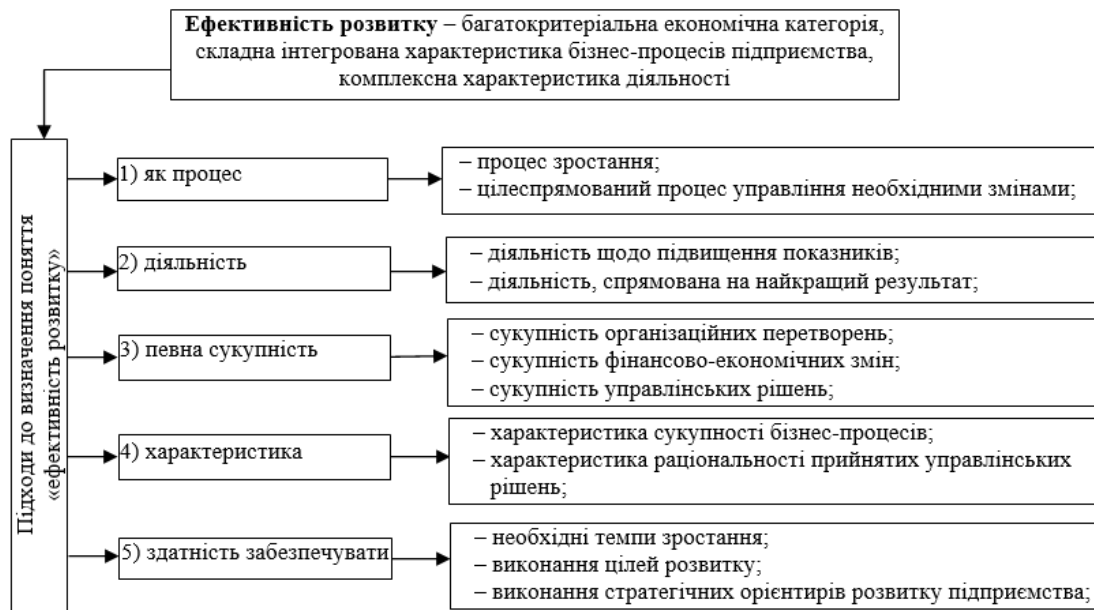 Ефективність розвитку – багатокритеріальна економічна категорія,
складна інтегрована характеристика бізнес-процесів підприємства,
комплексна характеристика діяльності
Підходи до визначення поняття
«ефективність розвитку»
1) як процес
– процес зростання;
– цілеспрямований процес управління необхідними змінами;
2) діяльність
– діяльність щодо підвищення показників;
– діяльність, спрямована на найкращий результат;
3) певна сукупність
– сукупність організаційних перетворень;
– сукупність фінансово-економічних змін;
– сукупність управлінських рішень;
4) характеристика
– характеристика сукупності бізнес-процесів;
– характеристика раціональності прийнятих управлінських
рішень;
5) здатність забезпечувати
– необхідні темпи зростання;
– виконання цілей розвитку;
– виконання стратегічних орієнтирів розвитку підприємства;